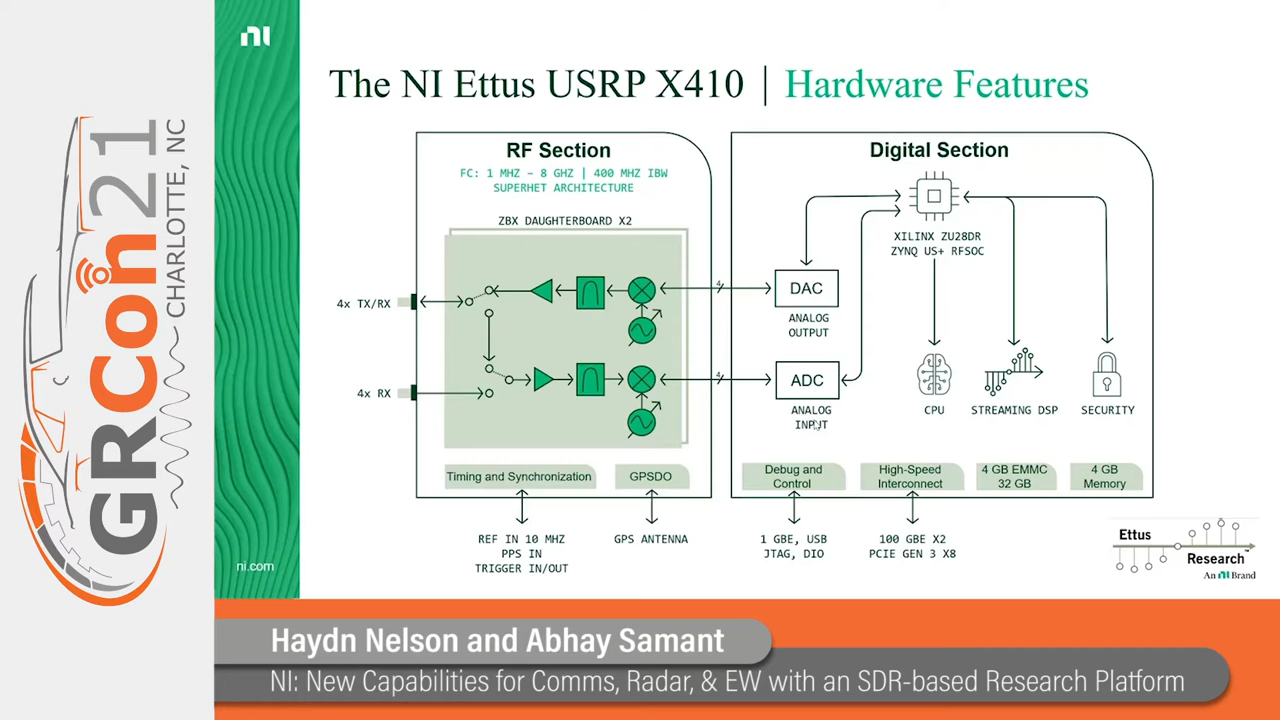 GRCon21
CHARLOTTE, NC
ni
ni.com
The NI Ettus USRP X410 | Hardware Features
RF Section
FC: 1 MHZ – 8 GHZ | 400 MHZ IBW
SUPERHET ARCHITECTURE
ZBX DAUGHTERBOARD X2
4x TX/RX
4x RX
4
4
Timing and Synchronization
GPSDO
REF IN 10 MHZ
PPS IN
TRIGGER IN/OUT
GPS ANTENNA
Digital Section
XILINX ZU28DR
ZYNQ US+ RFSOC
DAC
ANALOG
OUTPUT
ADC
ANALOG
INPUT
CPU
STREAMING DSP
SECURITY
Debug and
Control
High-Speed
Interconnect
4 GB EMMC
32 GB
4 GB
Memory
1 GBE, USB
JTAG, DIO
100 GBE X2
PCIE GEN 3 X8
Ettus
Research™
An NI Brand
Haydn Nelson and Abhay Samant
NI: New Capabilities for Comms, Radar, & EW with an SDR-based Research Platform